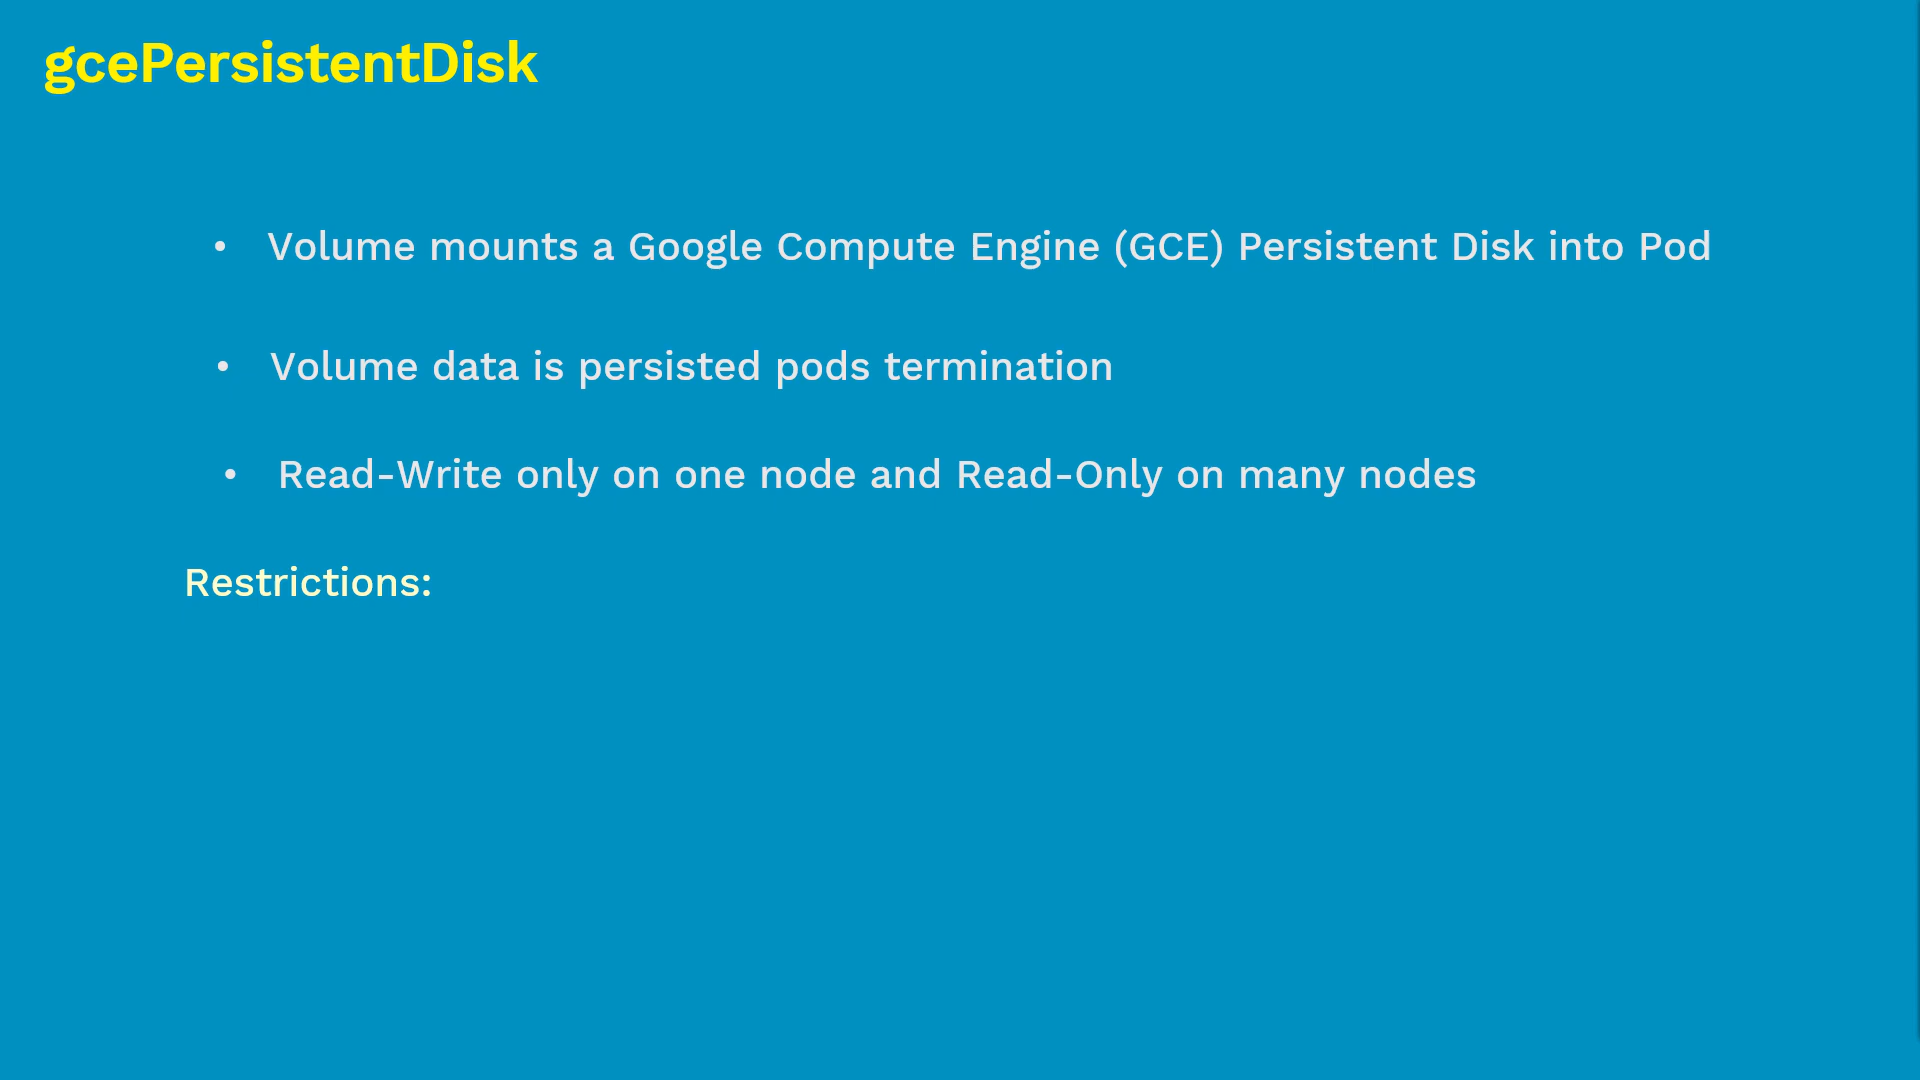 gcePersistentDisk
• Volume mounts a Google Compute Engine (GCE) Persistent Disk into Pod
• Volume data is persisted pods termination
• Read-Write only on one node and Read-Only on many nodes
Restrictions: